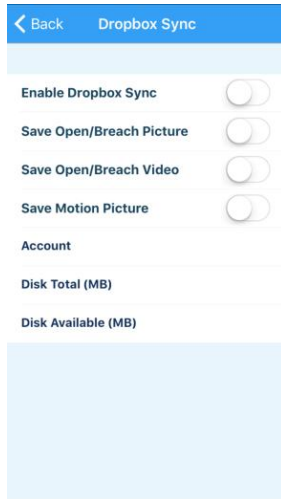 Back Dropbox Sync
Enable Dropbox Sync
Save Open/Breach Picture
Save Open/Breach Video
Save Motion Picture
Account
Disk Total (MB)
Disk Available (MB)